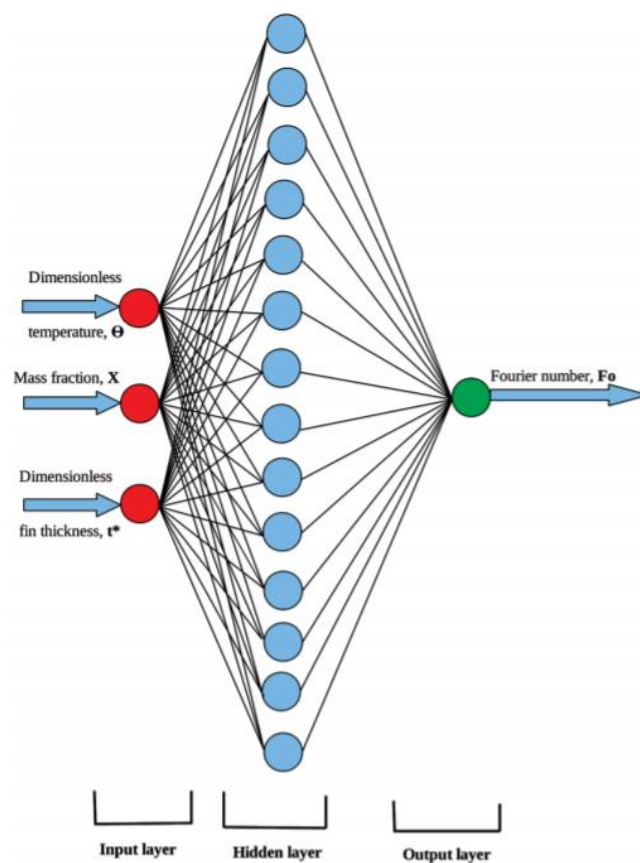 Dimensionless
temperature, Θ
Mass fraction, X
Dimensionless
fin thickness, t*
Fourier number, Fo
Input layer
Hidden layer
Output layer